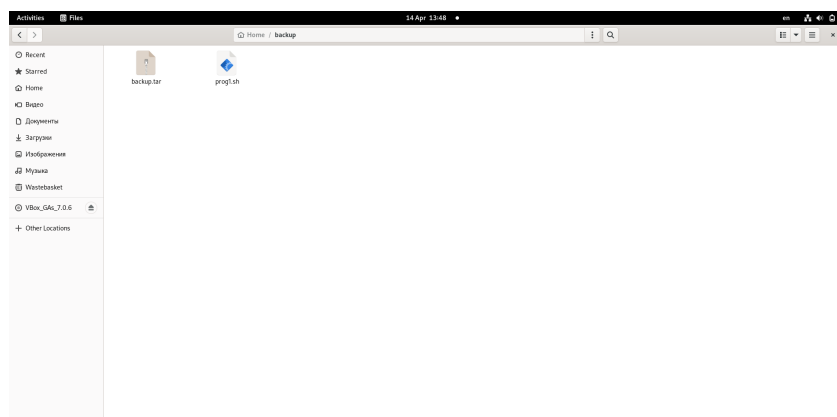 Activities Files 14 Apr 13:48 en
Home / backup
Recent
Starred
Home
Видео
Документы
Загрузки
Изображения
Музыка
Wastebasket
VBox_GAs_7.0.6
Other Locations
backup.tar prog1.sh